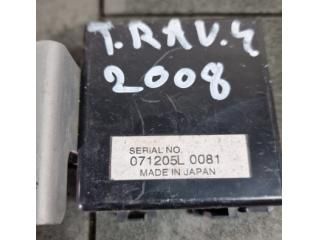 T. RAV. 4
2008
SERIAL NO.
071205L 0081
MADE IN JAPAN